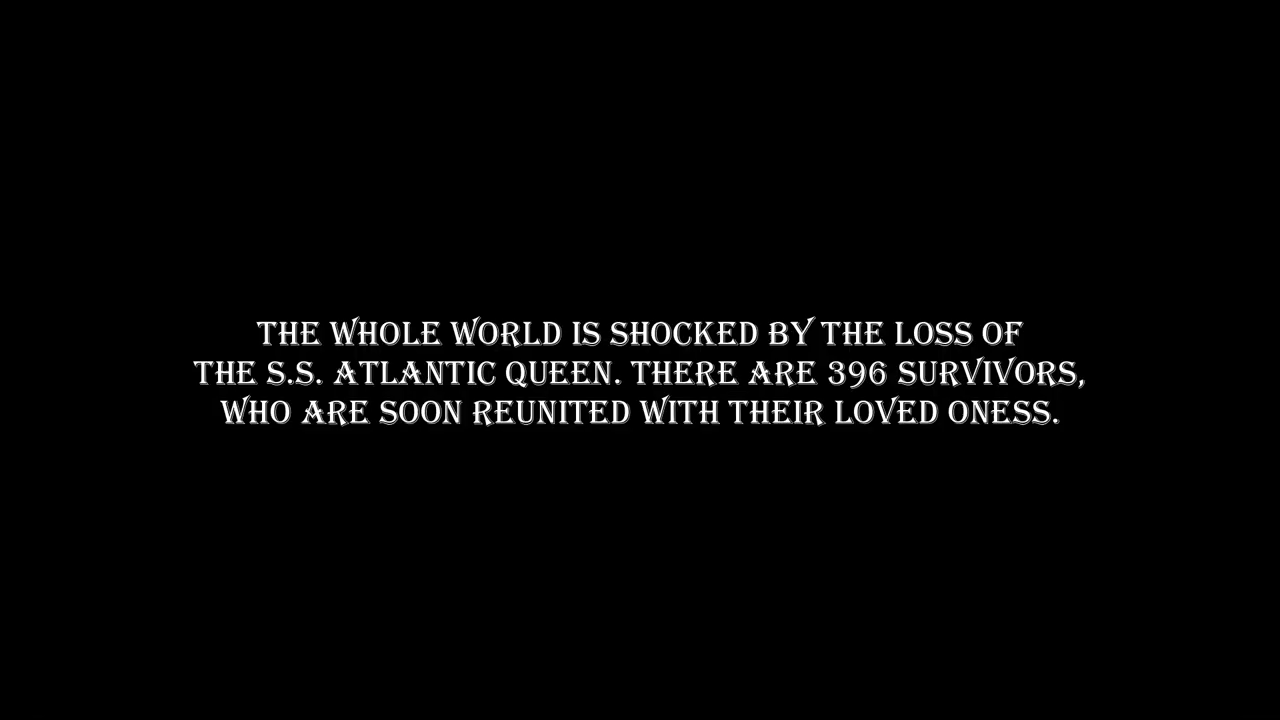 THE WHOLE WORLD IS SHOCKED BY THE LOSS OF
THE S.S. ATLANTIC QUEEN. THERE ARE 396 SURVIVORS,
WHO ARE SOON REUNITED WITH THEIR LOVED ONESS.